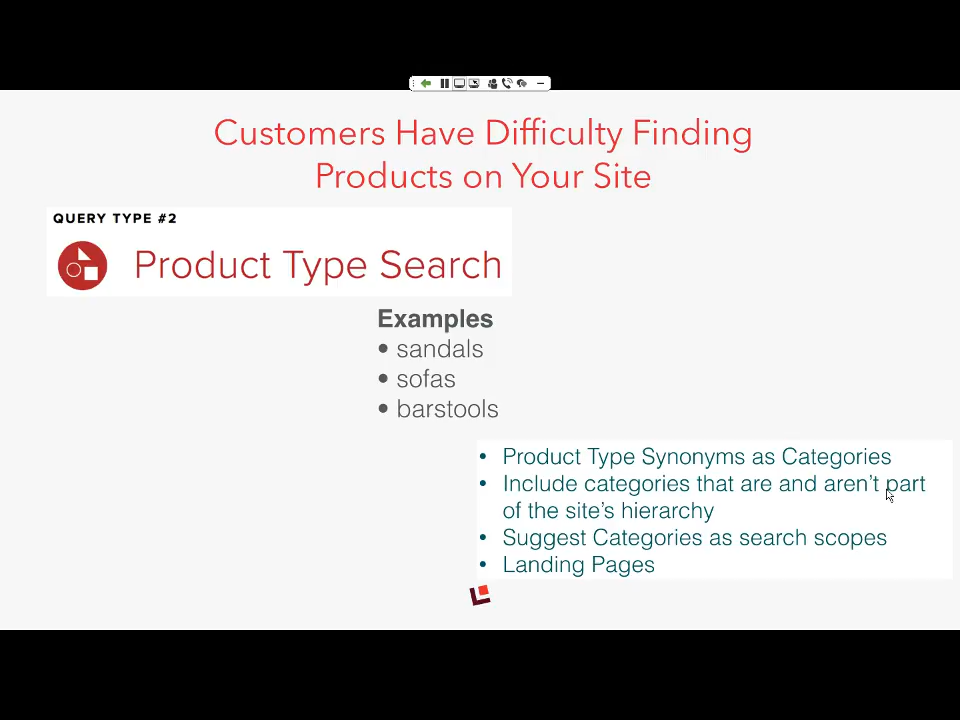 Customers Have Difficulty Finding
Products on Your Site
QUERY TYPE #2
Product Type Search
Examples
• sandals
• sofas
• barstools
• Product Type Synonyms as Categories
• Include categories that are and aren't part
of the site's hierarchy
• Suggest Categories as search scopes
• Landing Pages